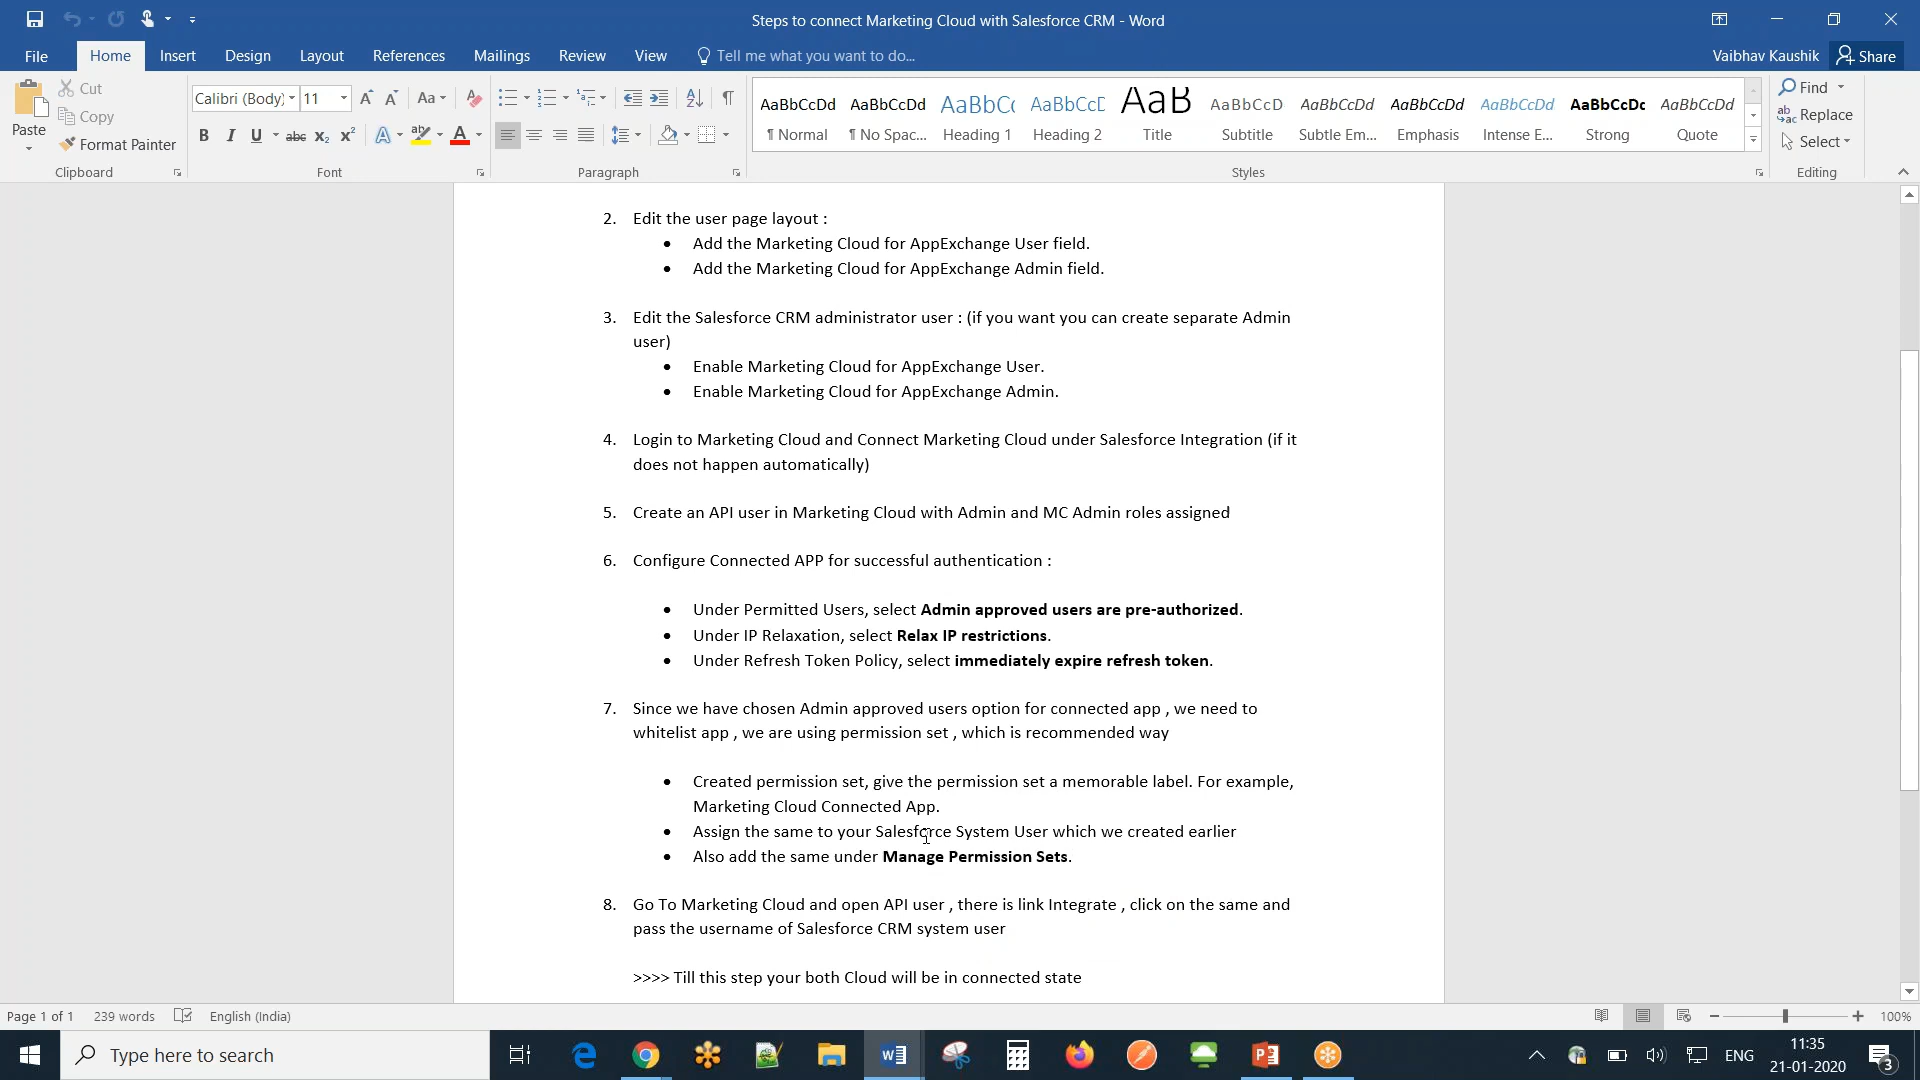 Steps to connect Marketing Cloud with Salesforce CRM - Word
File Home Insert Design Layout References Mailings Review View Tell me what you want to do... Vaibhav Kaushik Share
Paste Cut Copy Format Painter
Clipboard
Calibri (Body) 11 Aa
B I U abc x₂ x² A ab A
Font
Paragraph
AaBbCcDd AaBbCcDd AaBbC( AaBbCcE AaB AaBbCcD AaBbCcDd AaBbCcDd AaBbCcDd AaBbCcDc AaBbCcDd
¶ Normal ¶ No Spac... Heading 1 Heading 2 Title Subtitle Subtle Em... Emphasis Intense E... Strong Quote
Styles
Find
Replace
Select
Editing
2. Edit the user page layout :
• Add the Marketing Cloud for AppExchange User field.
• Add the Marketing Cloud for AppExchange Admin field.
3. Edit the Salesforce CRM administrator user : (if you want you can create separate Admin
user)
• Enable Marketing Cloud for AppExchange User.
• Enable Marketing Cloud for AppExchange Admin.
4. Login to Marketing Cloud and Connect Marketing Cloud under Salesforce Integration (if it
does not happen automatically)
5. Create an API user in Marketing Cloud with Admin and MC Admin roles assigned
6. Configure Connected APP for successful authentication :
• Under Permitted Users, select Admin approved users are pre-authorized.
• Under IP Relaxation, select Relax IP restrictions.
• Under Refresh Token Policy, select immediately expire refresh token.
7. Since we have chosen Admin approved users option for connected app , we need to
whitelist app , we are using permission set , which is recommended way
• Created permission set, give the permission set a memorable label. For example,
Marketing Cloud Connected App.
• Assign the same to your Salesforce System User which we created earlier
• Also add the same under Manage Permission Sets.
8. Go To Marketing Cloud and open API user , there is link Integrate , click on the same and
pass the username of Salesforce CRM system user
>>>> Till this step your both Cloud will be in connected state
Page 1 of 1 239 words English (India) 100%
Type here to search
ENG
11:35
21-01-2020
3